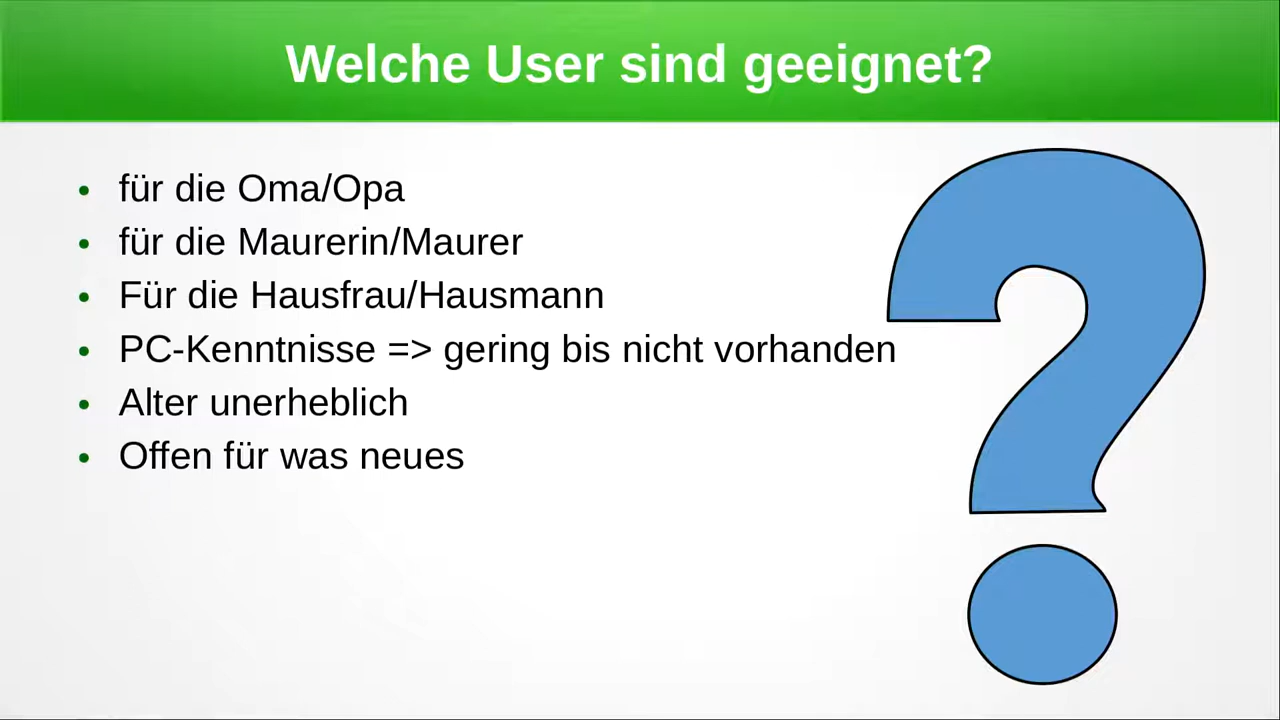 Welche User sind geeignet?
• für die Oma/Opa
• für die Maurerin/Maurer
• Für die Hausfrau/Hausmann
• PC-Kenntnisse => gering bis nicht vorhanden
• Alter unerheblich
• Offen für was neues
?